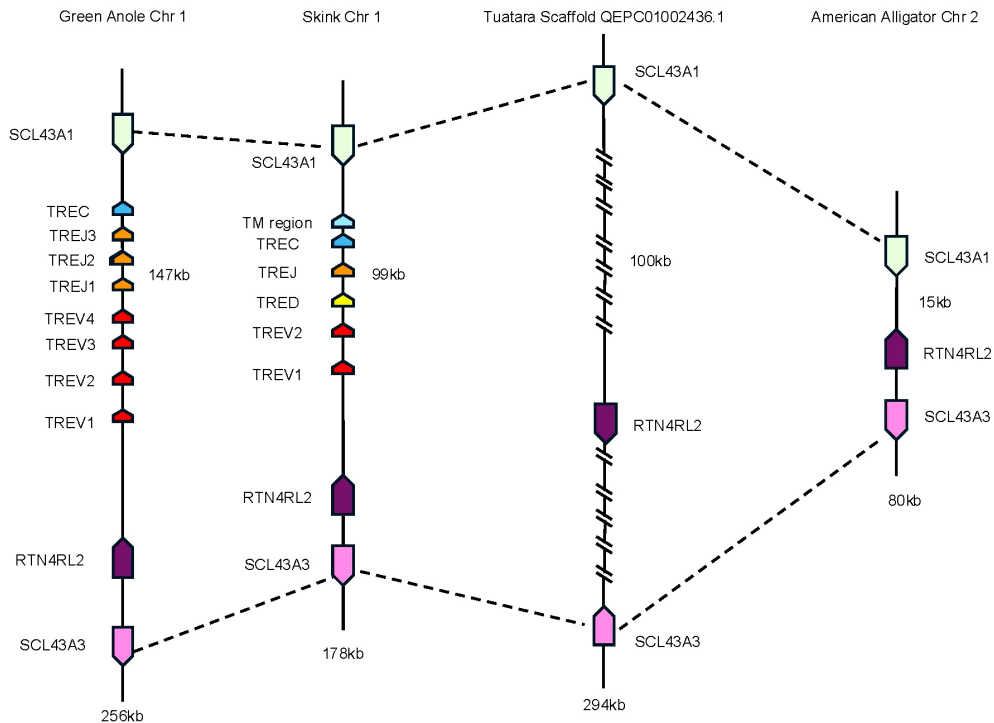 Green Anole Chr 1
Skink Chr 1
Tuatara Scaffold QEPC01002436.1
American Alligator Chr 2
SCL43A1
TREC
TREJ3
TREJ2
147kb
TREJ1
TREV4
TREV3
TREV2
TREV1
RTN4RL2
SCL43A3
256kb
SCL43A1
TM region
TREC
TREJ
99kb
TRED
TREV2
TREV1
RTN4RL2
SCL43A3
178kb
SCL43A1
100kb
RTN4RL2
SCL43A3
294kb
SCL43A1
15kb
RTN4RL2
SCL43A3
80kb